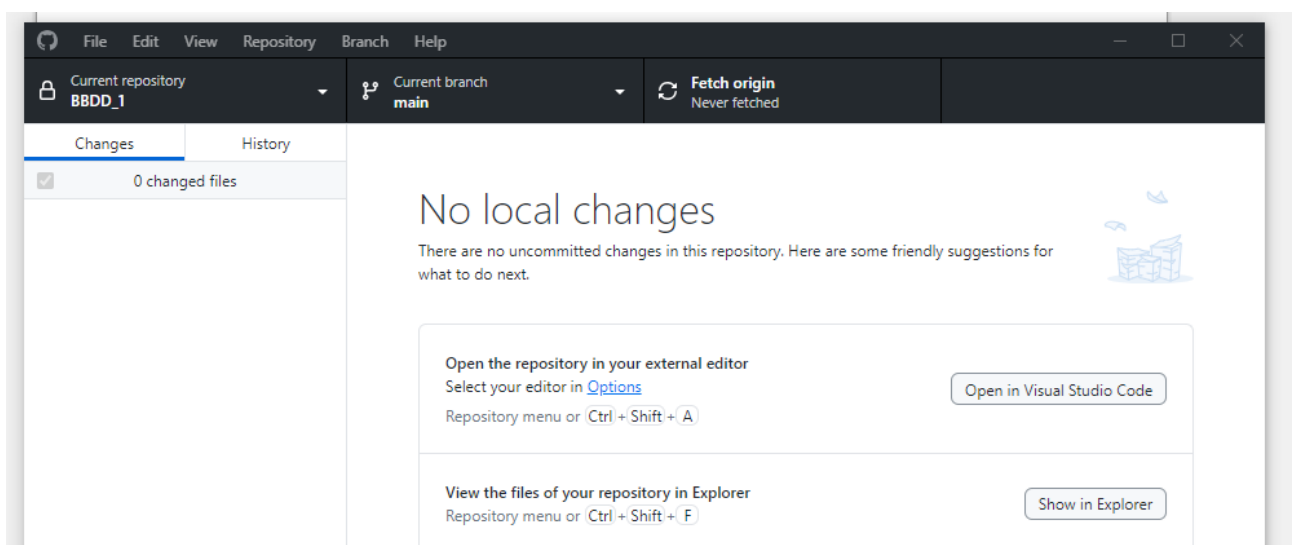 File Edit View Repository Branch Help
Current repository
BBDD_1
Current branch
main
Fetch origin
Never fetched
Changes History
0 changed files
No local changes
There are no uncommitted changes in this repository. Here are some friendly suggestions for
what to do next.
Open the repository in your external editor
Select your editor in Options
Repository menu or Ctrl + Shift + A
Open in Visual Studio Code
View the files of your repository in Explorer
Repository menu or Ctrl + Shift + F
Show in Explorer